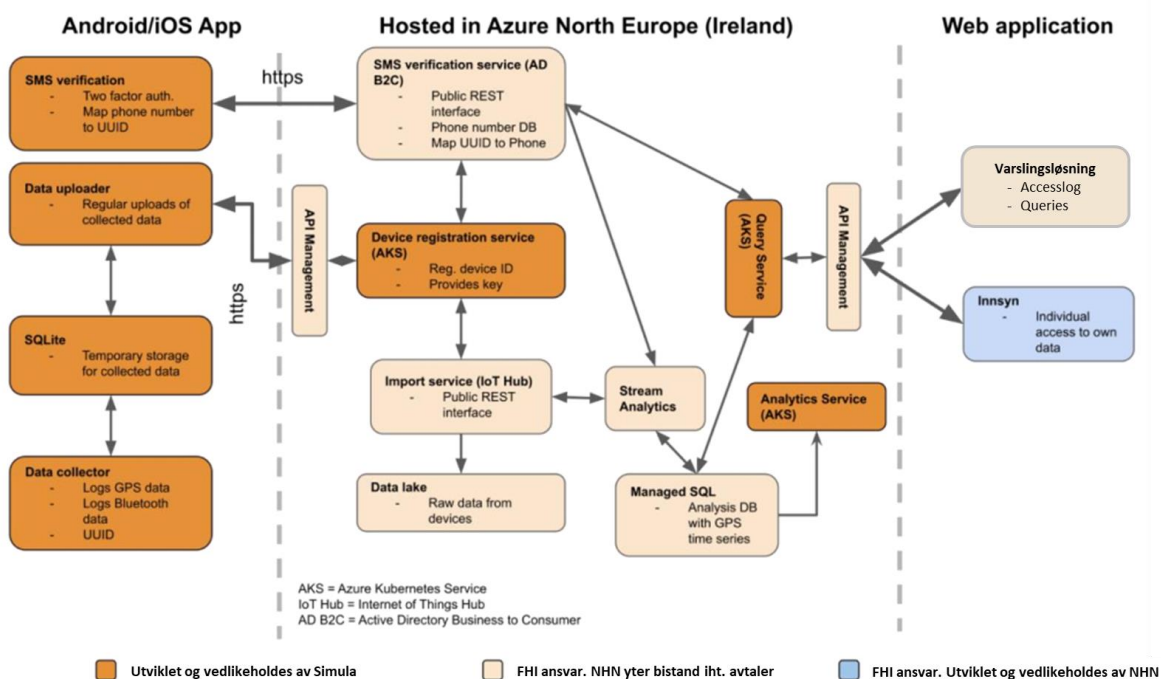 Android/iOS App
Hosted in Azure North Europe (Ireland)
Web application
SMS verification
- Two factor auth.
- Map phone number
to UUID
https
SMS verification service (AD
B2C)
- Public REST
interface
- Phone number DB
- Map UUID to Phone
Data uploader
- Regular uploads of
collected data
https
API Management
Device registration service
(AKS)
- Reg. device ID
- Provides key
Query Service
(AKS)
API Management
Varslingsløsning
- Accesslog
- Queries
Innsyn
- Individual
access to own
data
SQLite
- Temporary storage
for collected data
Import service (IoT Hub)
- Public REST
interface
Stream
Analytics
Analytics Service
(AKS)
Data collector
- Logs GPS data
- Logs Bluetooth
data
- UUID
Data lake
- Raw data from
devices
Managed SQL
- Analysis DB
with GPS
time series
AKS = Azure Kubernetes Service
IoT Hub = Internet of Things Hub
AD B2C = Active Directory Business to Consumer
Utviklet og vedlikeholdes av Simula
FHI ansvar. NHN yter bistand iht. avtaler
FHI ansvar. Utviklet og vedlikeholdes av NHN